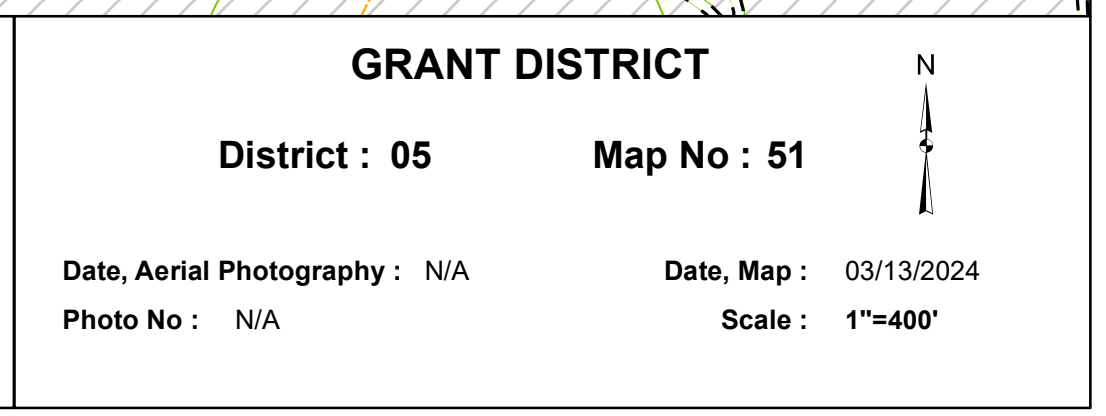 GRANT DISTRICT
N
District : 05 Map No : 51
Date, Aerial Photography : N/A Date, Map : 03/13/2024
Photo No : N/A Scale : 1"=400'